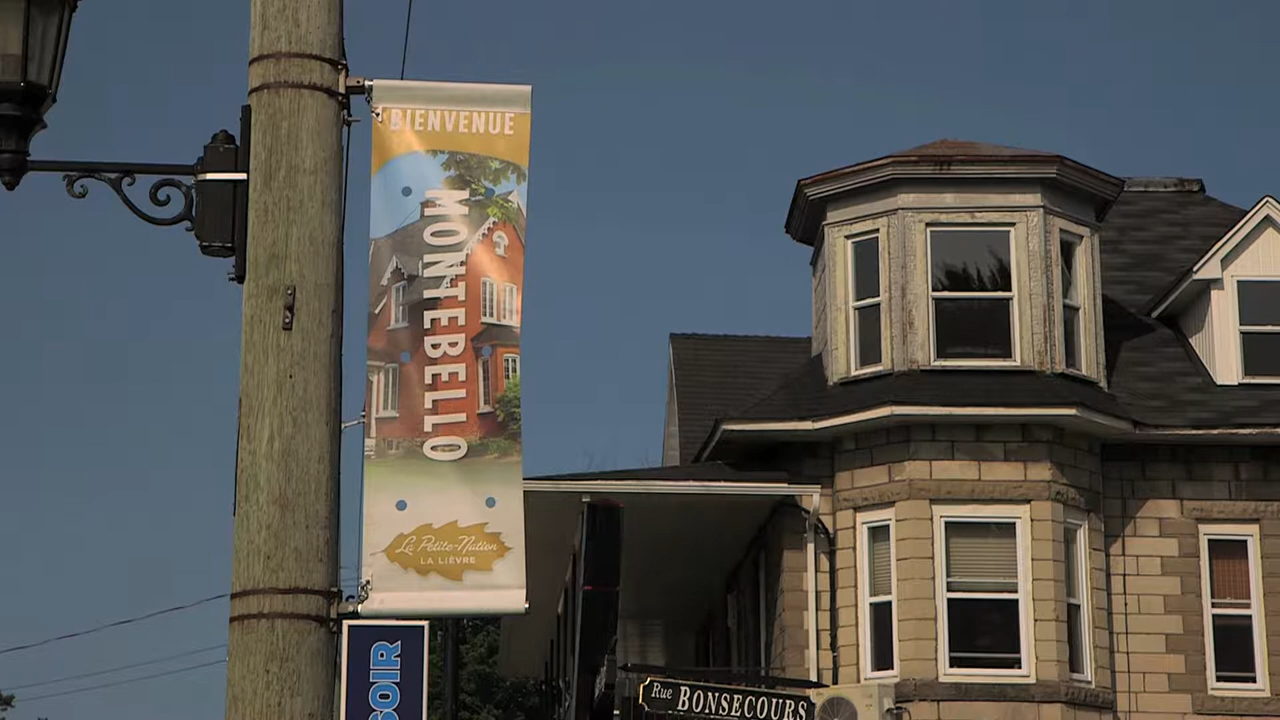 BIENVENUE
MONTEBELLO
La Petite-Nation
LA LIÈVRE
SOIR
Rue BONSECOURS